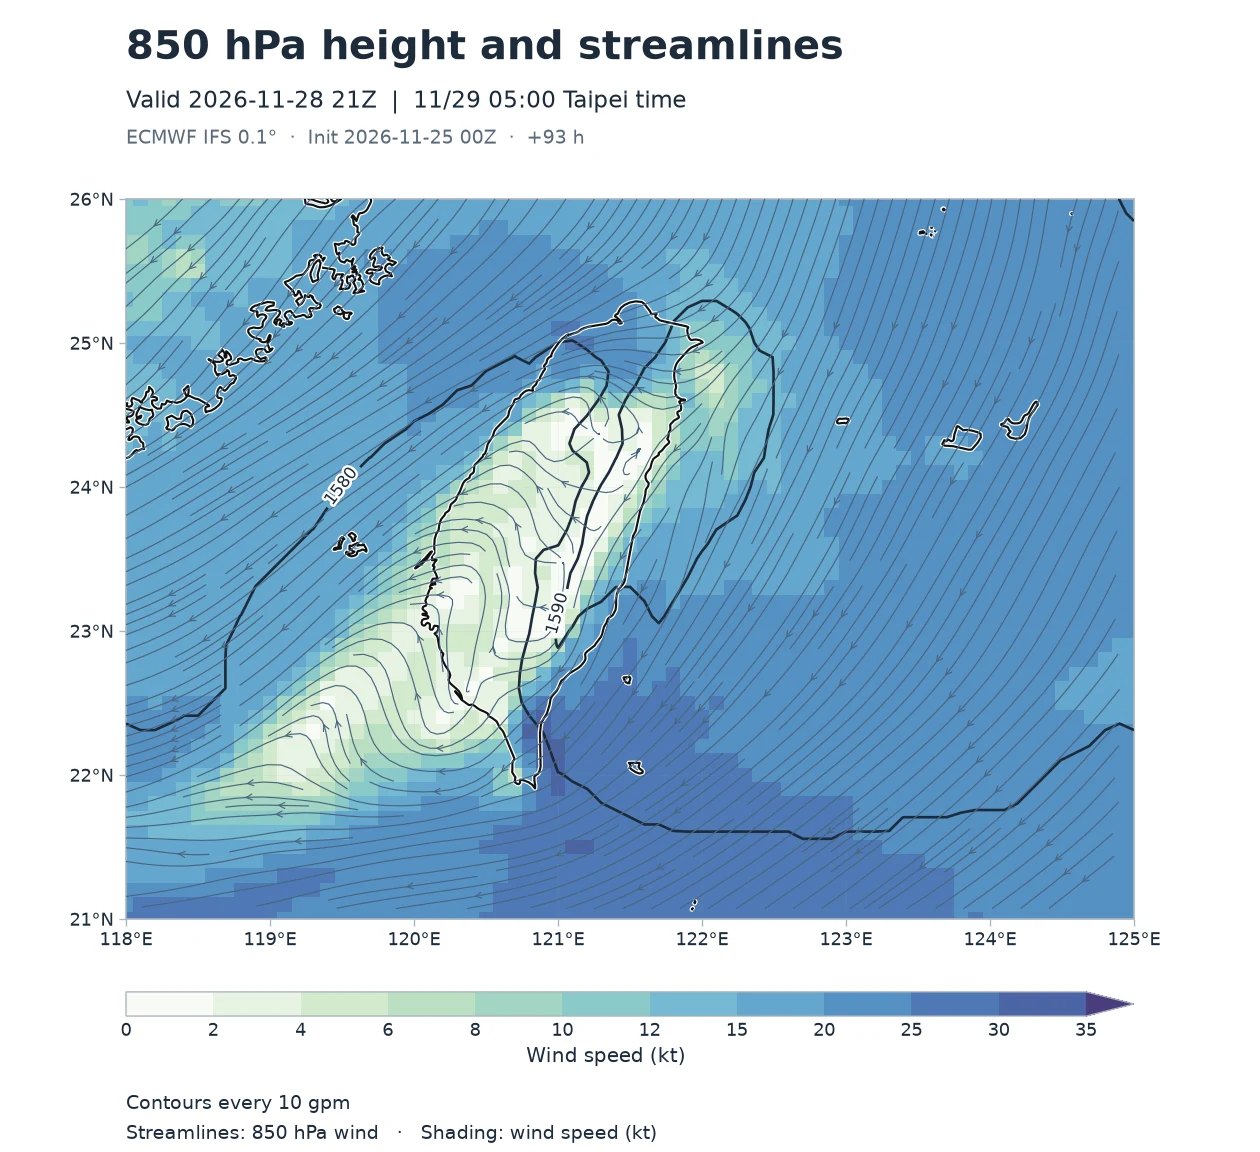 850 hPa height and streamlines
Valid 2026-11-28 21Z | 11/29 05:00 Taipei time
ECMWF IFS 0.1° · Init 2026-11-25 00Z · +93 h
26°N
25°N
24°N
1580
23°N
1590
22°N
21°N
118°E 119°E 120°E 121°E 122°E 123°E 124°E 125°E
0 2 4 6 8 10 12 15 20 25 30 35
Wind speed (kt)
Contours every 10 gpm
Streamlines: 850 hPa wind · Shading: wind speed (kt)